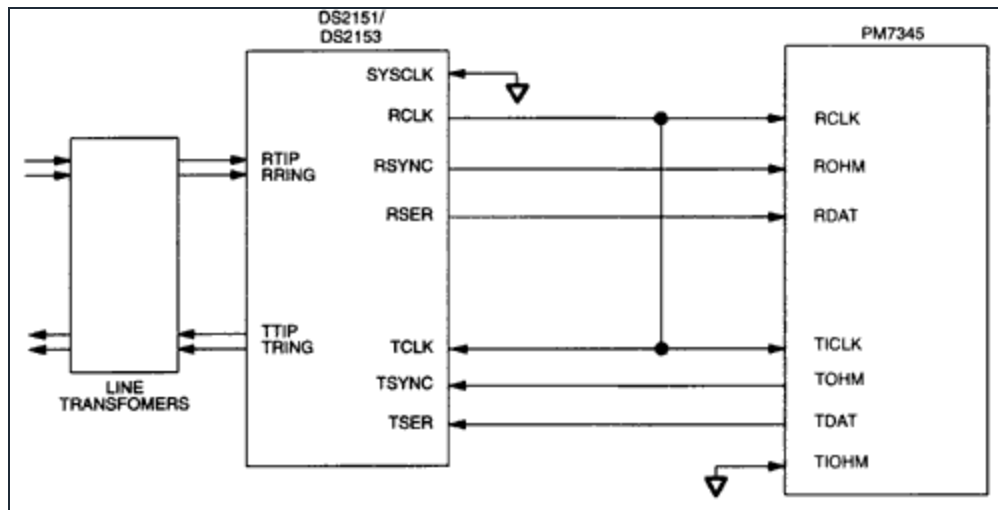 DS2151/
DS2153
PM7345
SYSCLK
RCLK
RCLK
RTIP
RRING
RSYNC
ROHM
RSER
RDAT
TTIP
TRING
TCLK
TICLK
TSYNC
TOHM
TSER
TDAT
TIOHM
LINE
TRANSFOMERS